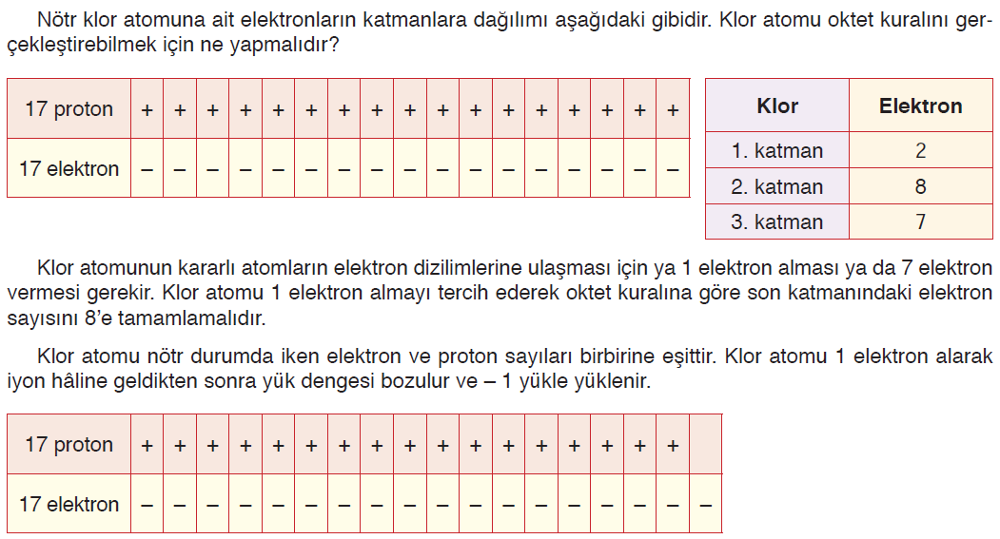 Nötr klor atomuna ait elektronların katmanlara dağılımı aşağıdaki gibidir. Klor atomu oktet kuralını ger-
çekleştirebilmek için ne yapmalıdır?
17 proton + + + + + + + + + + + + + + + + +
17 elektron – – – – – – – – – – – – – – – – –
Klor Elektron
1. katman 2
2. katman 8
3. katman 7
Klor atomunun kararlı atomların elektron dizilimlerine ulaşması için ya 1 elektron alması ya da 7 elektron
vermesi gerekir. Klor atomu 1 elektron almayı tercih ederek oktet kuralına göre son katmanındaki elektron
sayısını 8’e tamamlamalıdır.
Klor atomu nötr durumda iken elektron ve proton sayıları birbirine eşittir. Klor atomu 1 elektron alarak
iyon hâline geldikten sonra yük dengesi bozulur ve – 1 yükle yüklenir.
17 proton + + + + + + + + + + + + + + + + +
17 elektron – – – – – – – – – – – – – – – – – –